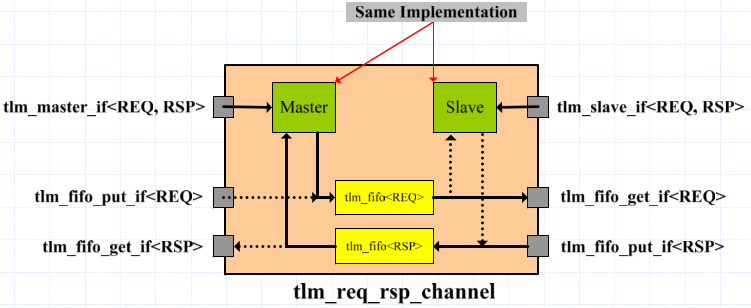 Same Implementation
tlm_master_if<REQ, RSP>
Master
Slave
tlm_slave_if<REQ, RSP>
tlm_fifo_put_if<REQ>
tlm_fifo<REQ>
tlm_fifo_get_if<REQ>
tlm_fifo_get_if<RSP>
tlm_fifo<RSP>
tlm_fifo_put_if<RSP>
tlm_req_rsp_channel